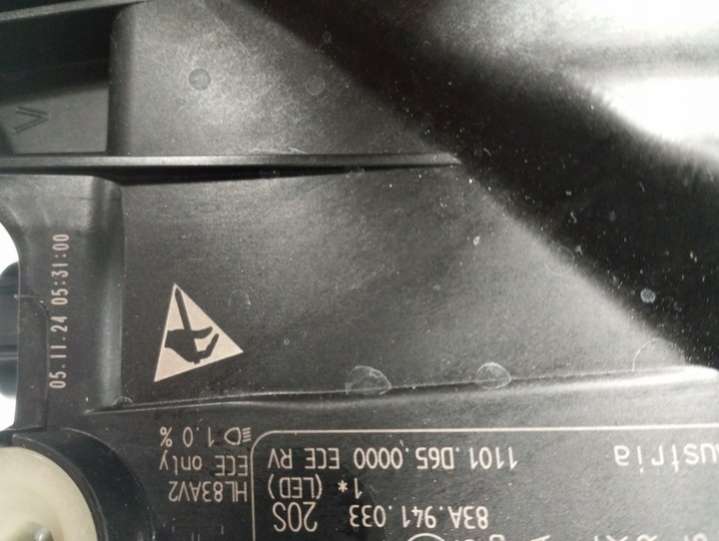 83A.941.033 20S
1* (LED)
ustria 1101.D65.0000 ECE RV
HL83AV2
ECE only
1.0 %
05.11.24 05:31:00